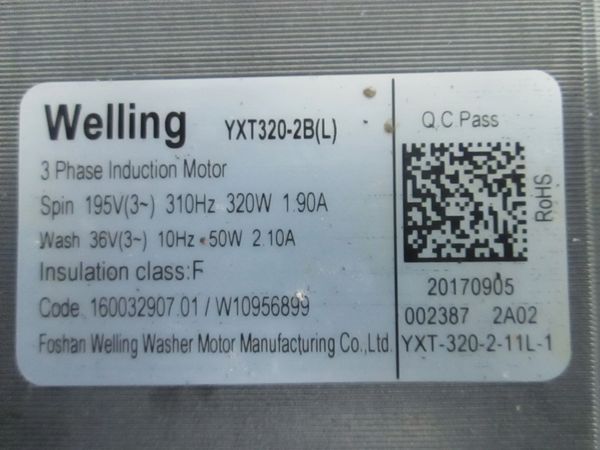 Welling YXT320-2B(L)
3 Phase Induction Motor
Spin 195V(3~) 310Hz 320W 1.90A
Wash 36V(3~) 10Hz 50W 2.10A
Insulation class:F
Code 160032907.01 / W10956899
Foshan Welling Washer Motor Manufacturing Co.,Ltd
Q.C Pass
RoHS
20170905
002387 2A02
YXT-320-2-11L-1